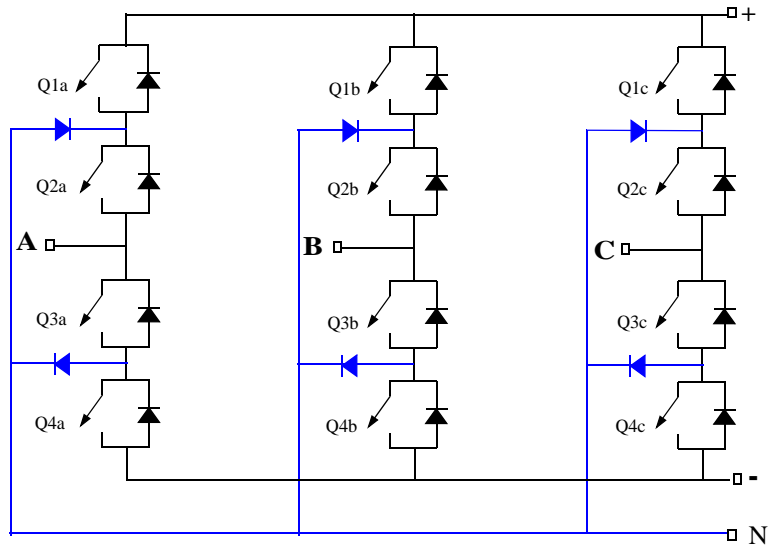 +
Q1a Q1b Q1c
Q2a Q2b Q2c
A B C
Q3a Q3b Q3c
Q4a Q4b Q4c
-
N